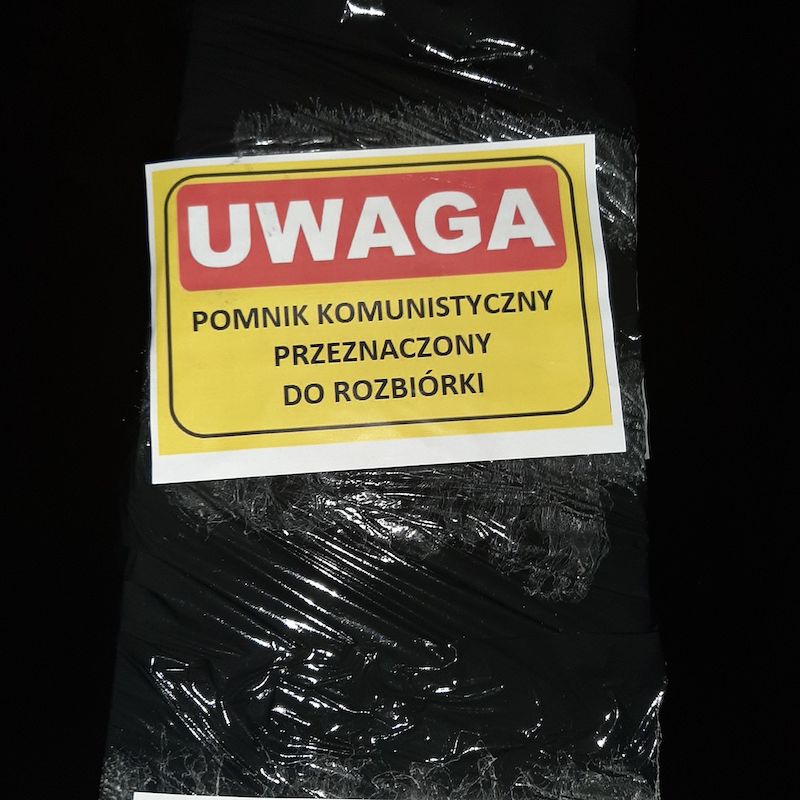 UWAGA
POMNIK KOMUNISTYCZNY
PRZEZNACZONY
DO ROZBIÓRKI